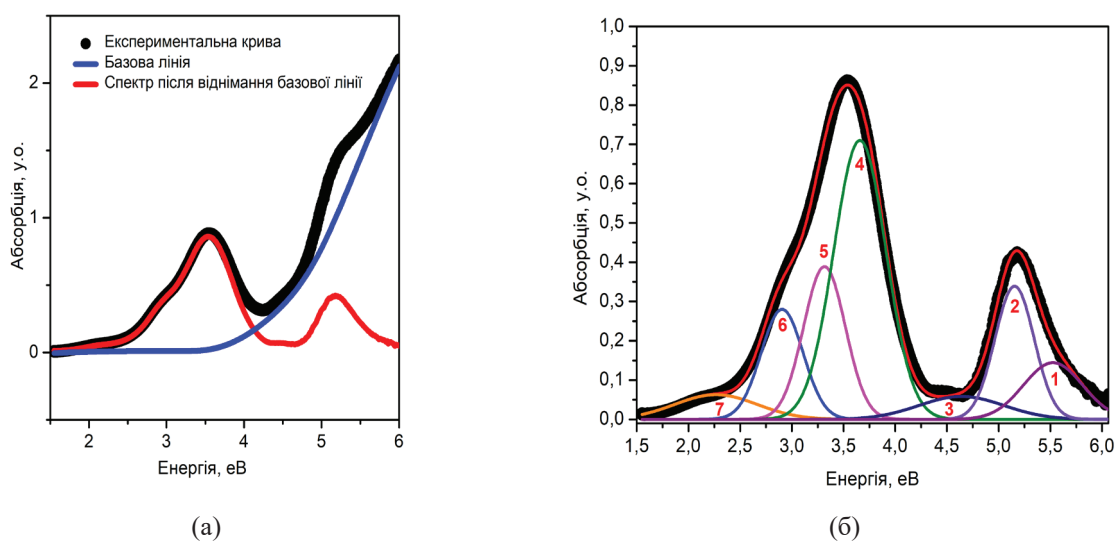 Експериментальна крива
Базова лінія
Спектр після віднімання базової лінії
2
1
0
Абсорбція, у.о.
2 3 4 5 6
Енергія, еВ
(а)
1,0
0,9
0,8
0,7
0,6
0,5
0,4
0,3
0,2
0,1
0,0
Абсорбція, у.о.
4
5
6
2
1
7
3
1,5 2,0 2,5 3,0 3,5 4,0 4,5 5,0 5,5 6,0
Енергія, еВ
(б)